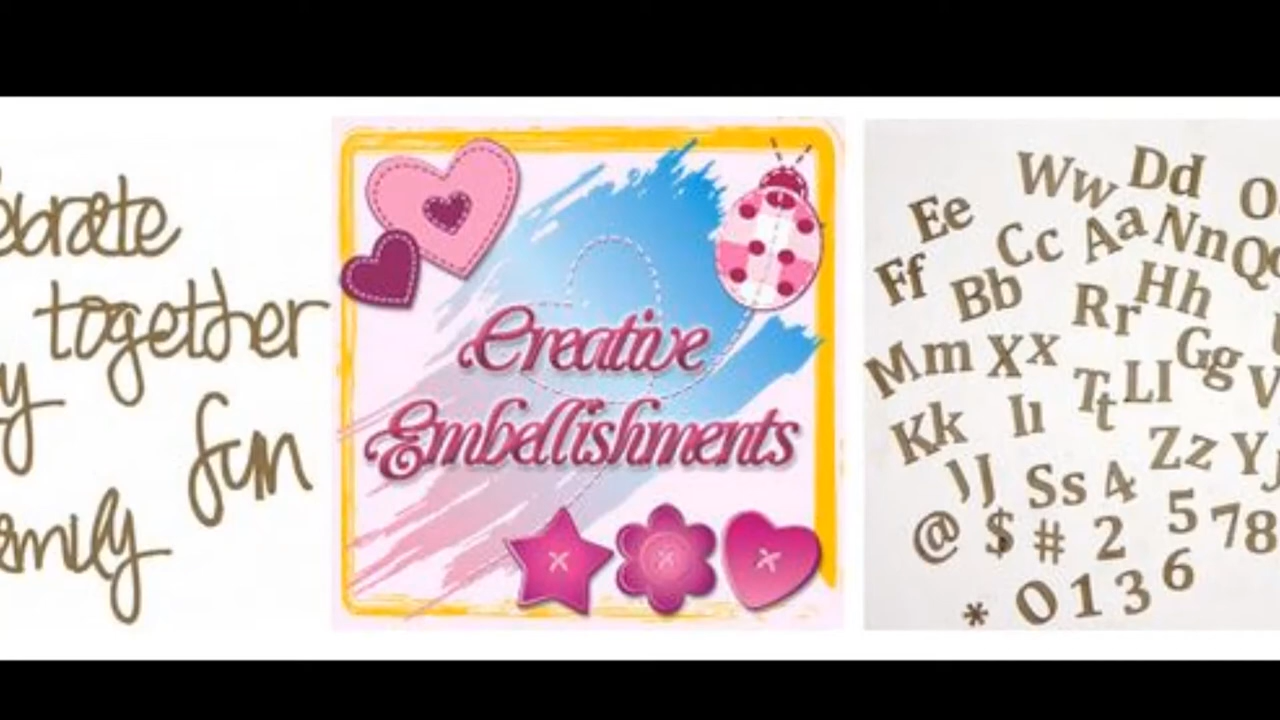 together
fun
Creative
Embellishments
Ww Dd
Ee Cc Aa Nn
Ff Bb Rr Hh
Mm Xx Gg
Kk Ii Tt Ll
Jj Ss 4 Zz
@ $ # 2 5 78
* 0 1 3 6